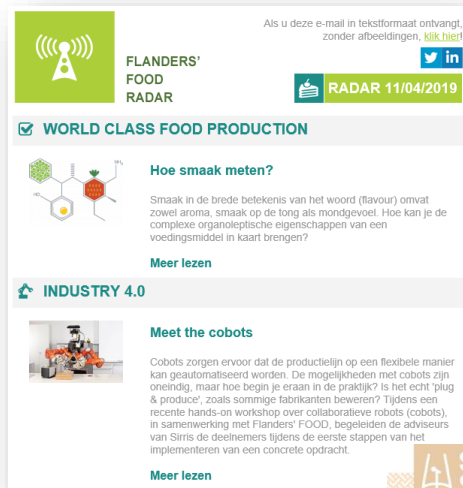 Als u deze e-mail in tekstformaat ontvangt,
zonder afbeeldingen, klik hier!
FLANDERS'
FOOD
RADAR
RADAR 11/04/2019
WORLD CLASS FOOD PRODUCTION
Hoe smaak meten?
Smaak in de brede betekenis van het woord (flavour) omvat
zowel aroma, smaak op de tong als mondgevoel. Hoe kan je de
complexe organoleptische eigenschappen van een
voedingsmiddel in kaart brengen?
Meer lezen
INDUSTRY 4.0
Meet the cobots
Cobots zorgen ervoor dat de productielijn op een flexibele manier
kan geautomatiseerd worden. De mogelijkheden met cobots zijn
oneindig, maar hoe begin je eraan in de praktijk? Is het echt 'plug
& produce', zoals sommige fabrikanten beweren? Tijdens een
recente hands-on workshop over collaboratieve robots (cobots),
in samenwerking met Flanders' FOOD, begeleiden de adviseurs
van Sirris de deelnemers tijdens de eerste stappen van het
implementeren van een concrete opdracht.
Meer lezen